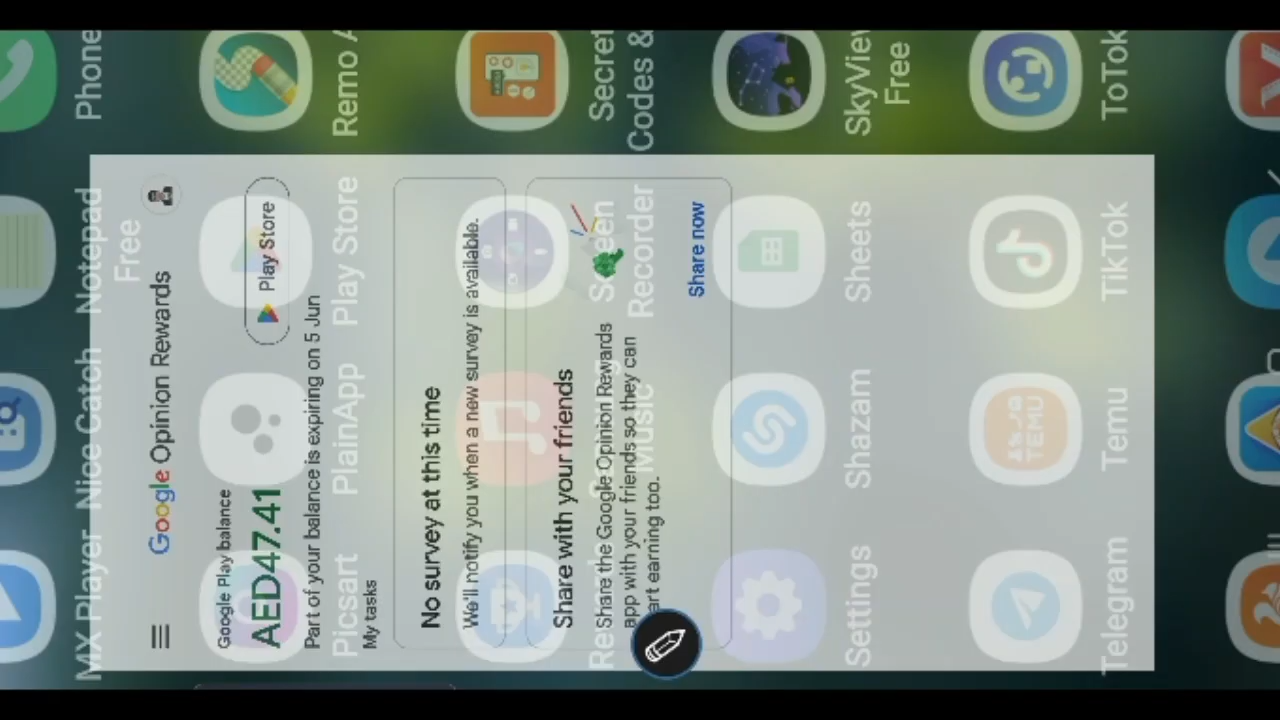 Phone
Remo
Secret
Codes &
SkyView
Free
ToTok
Notepad
Free
Play Store
Screen
Recorder
Sheets
TikTok
Nice Catch
PlainApp
Music
Shazam
Temu
TEMU
MX Player
Picsart
Settings
Telegram
Google Opinion Rewards
Google Play balance
AED47.41
Play Store
Part of your balance is expiring on 5 Jun
My tasks
No survey at this time
We'll notify you when a new survey is available.
Share with your friends
Share the Google Opinion Rewards
app with your friends so they can
art earning too.
Share now